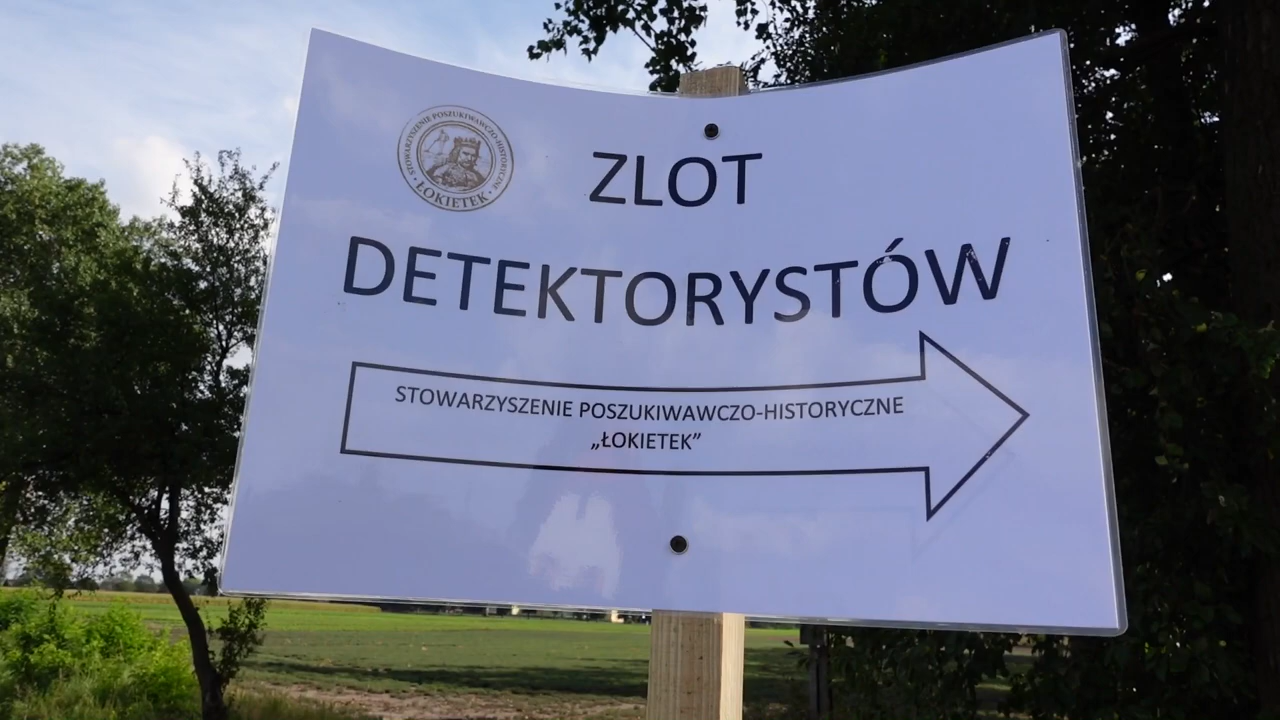 STOWARZYSZENIE POSZUKIWAWCZO-HISTORYCZNE
• ŁOKIETEK •
ZLOT
DETEKTORYSTÓW
STOWARZYSZENIE POSZUKIWAWCZO-HISTORYCZNE
„ŁOKIETEK”